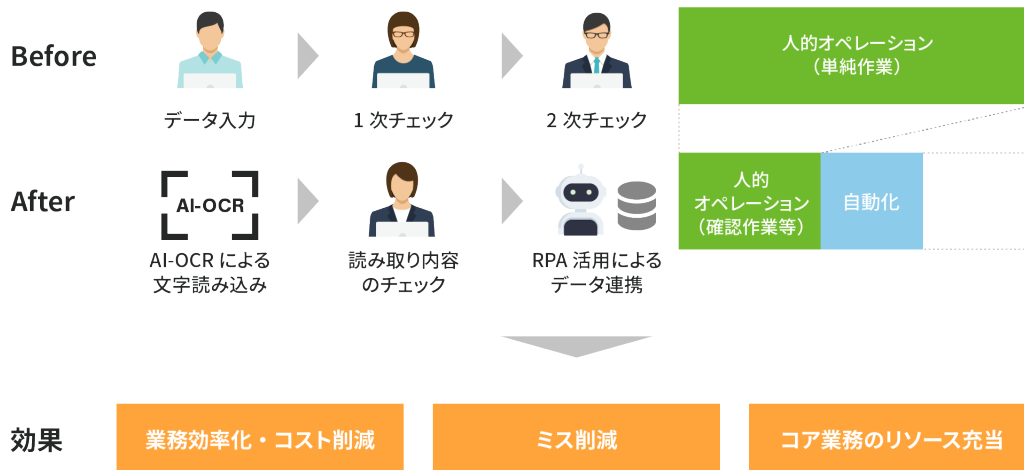 Before
データ入力
1 次チェック
2 次チェック
人的オペレーション
（単純作業）
After
AI-OCR
AI-OCR による
文字読み込み
読み取り内容
のチェック
RPA 活用による
データ連携
人的
オペレーション
（確認作業等）
自動化
効果
業務効率化・コスト削減
ミス削減
コア業務のリソース充当